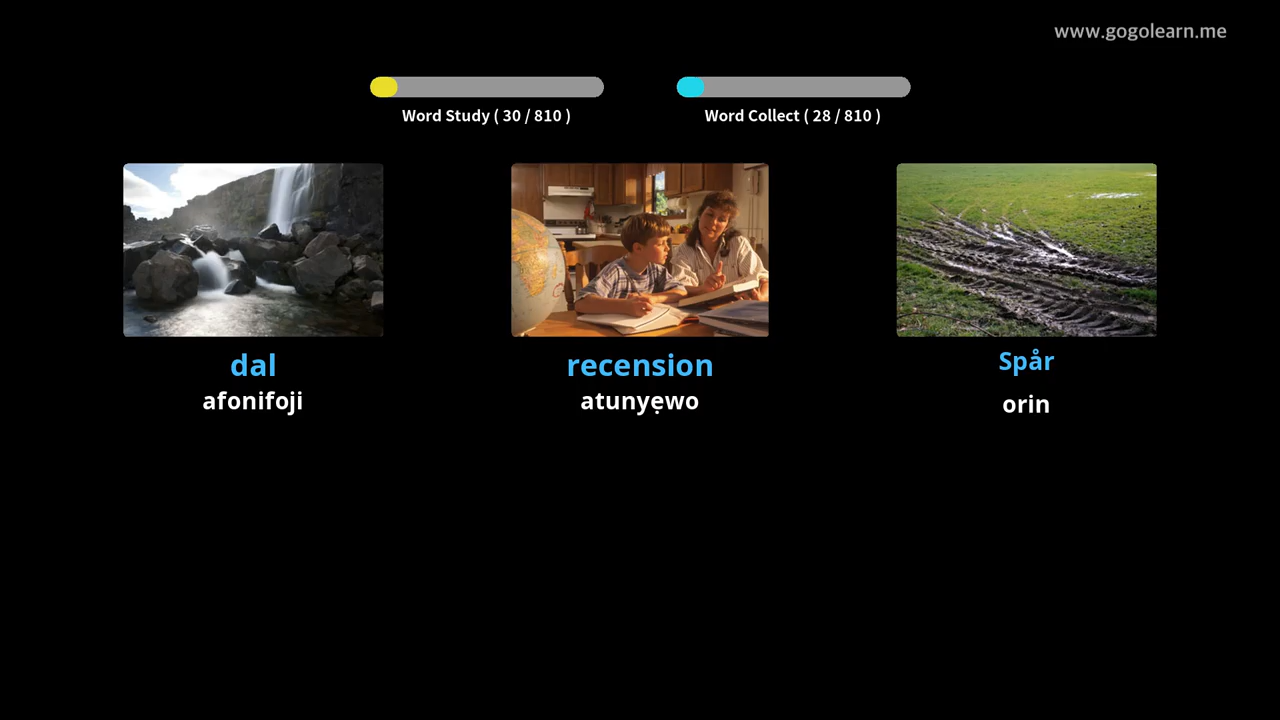 www.gogolearn.me
Word Study ( 30 / 810 )
Word Collect ( 28 / 810 )
dal
afonifoji
recension
atunyẹwo
Spår
orin